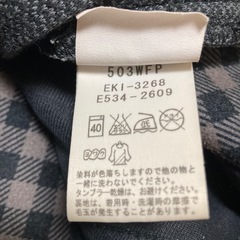 503WFP
EKI-3268
E534-2609
40
染料が色落ちしますので他の物と
一緒に洗わないでください。
タンブラー乾燥は、お避けください。
裏地は、着用時・洗濯時の摩擦で
毛玉が発生することがあります。